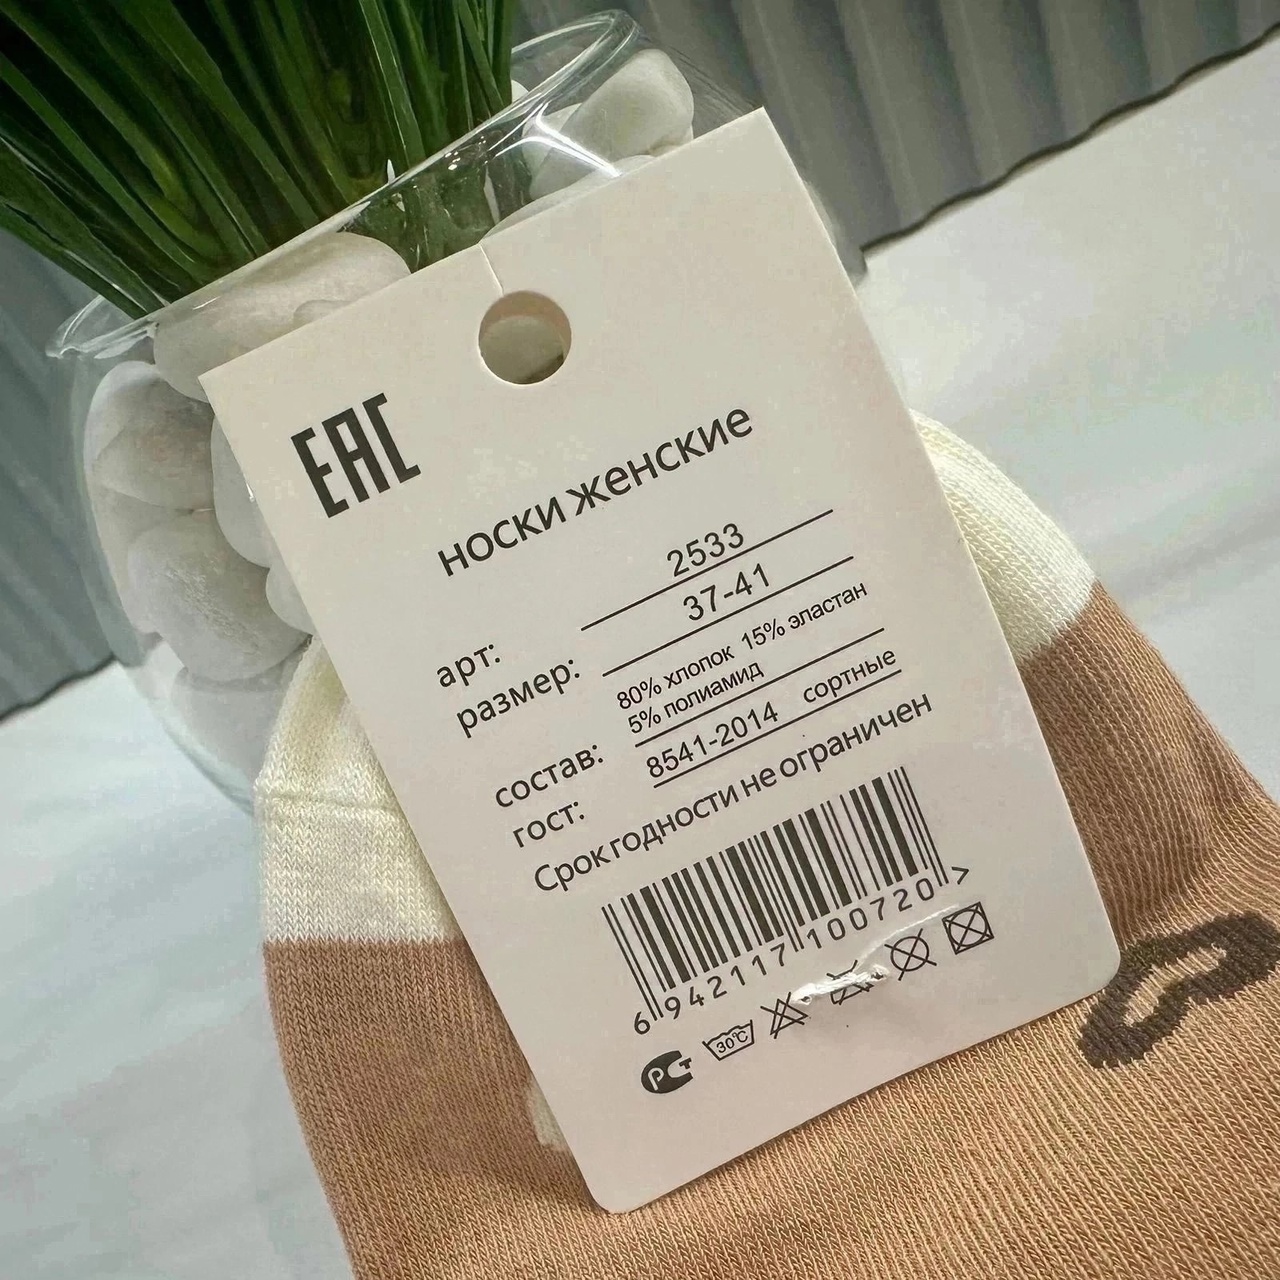 EAC
носки женские
арт: 2533
размер: 37-41
состав: 80% хлопок 15% эластан
5% полиамид
гост: 8541-2014 сортные
Срок годности не ограничен
6 942117 100720 >
РСТ 30°C